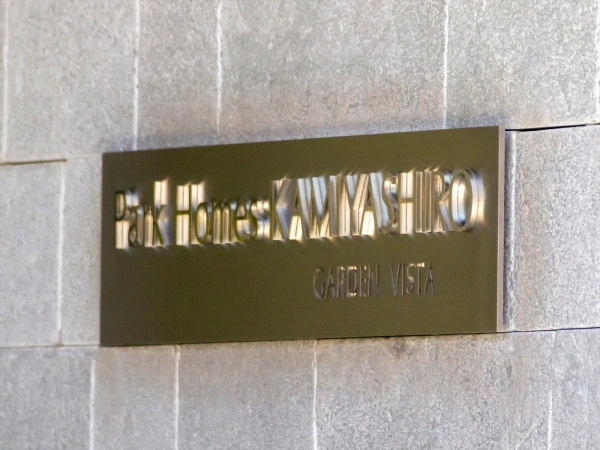 Park Homes KAMIYASHIRO
GARDEN VISTA